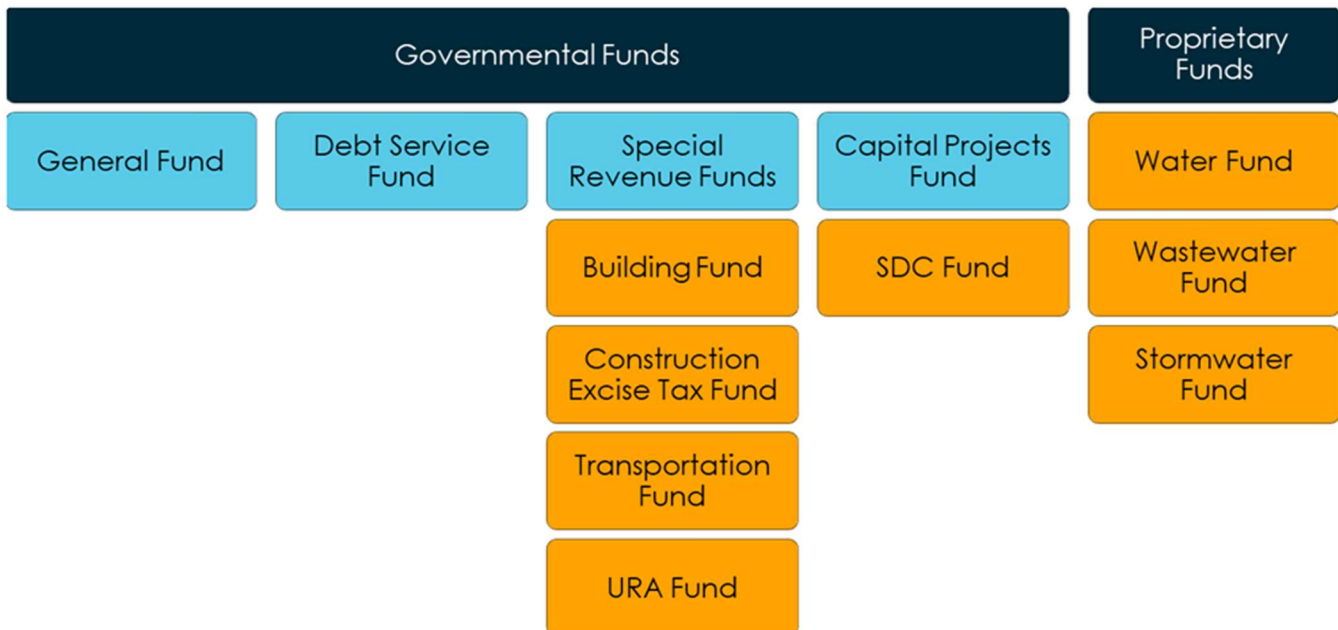 Governmental Funds
Proprietary
Funds
General Fund
Debt Service
Fund
Special
Revenue Funds
Capital Projects
Fund
Water Fund
Building Fund
SDC Fund
Wastewater
Fund
Construction
Excise Tax Fund
Stormwater
Fund
Transportation
Fund
URA Fund